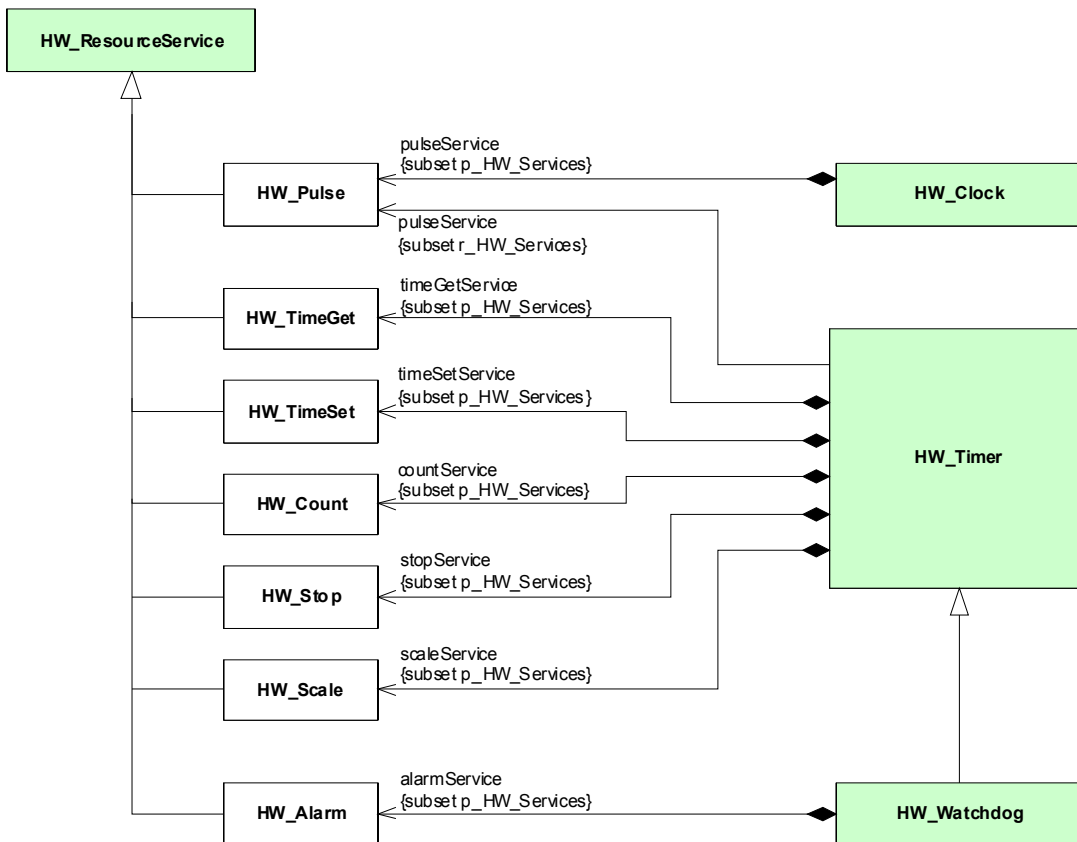 HW_ResourceService
pulseService
{subset p_HW_Services}
HW_Pulse
HW_Clock
pulseService
{subset r_HW_Services}
timeGetService
{subset p_HW_Services}
HW_TimeGet
timeSetService
{subset p_HW_Services}
HW_TimeSet
HW_Timer
countService
{subset p_HW_Services}
HW_Count
stopService
{subset p_HW_Services}
HW_Stop
scaleService
{subset p_HW_Services}
HW_Scale
alarmService
{subset p_HW_Services}
HW_Alarm
HW_Watchdog